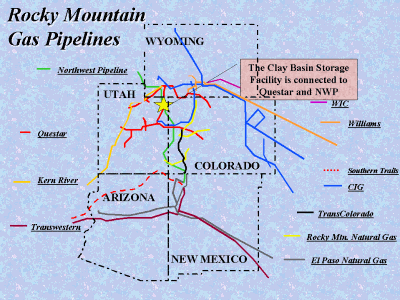 Rocky Mountain
Gas Pipelines
WYOMING
Northwest Pipeline
The Clay Basin Storage
Facility is connected to
Questar and NWP
UTAH
WIC
Williams
Questar
COLORADO
Southern Trails
Kern River
CIG
ARIZONA
TransColorado
Transwestern
Rocky Mtn. Natural Gas
NEW MEXICO
El Paso Natural Gas